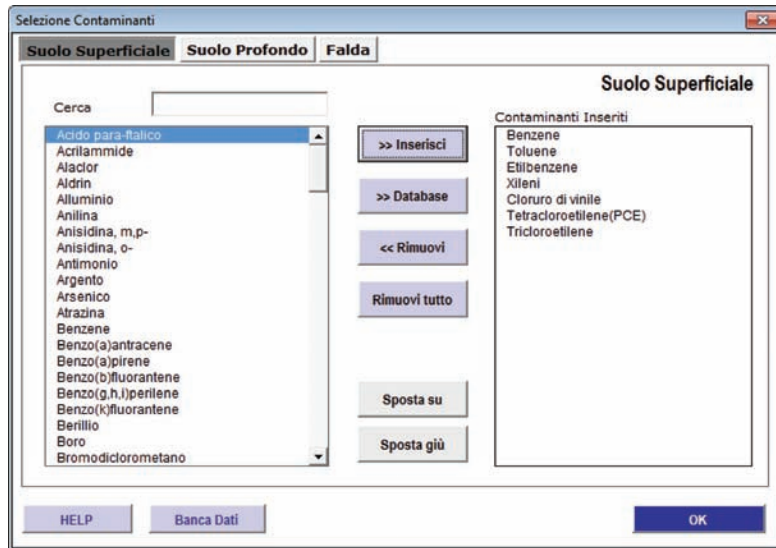 Selezione Contaminanti
Suolo Superficiale
Suolo Profondo
Falda
Suolo Superficiale
Cerca
Acido para-ftalico
Acrilammide
Alaclor
Aldrin
Alluminio
Anilina
Anisidina, m,p-
Anisidina, o-
Antimonio
Argento
Arsenico
Atrazina
Benzene
Benzo(a)antracene
Benzo(a)pirene
Benzo(b)fluorantene
Benzo(g,h,i)perilene
Benzo(k)fluorantene
Berillio
Boro
Bromodiclorometano
>> Inserisci
>> Database
<< Rimuovi
Rimuovi tutto
Sposta su
Sposta giù
Contaminanti Inseriti
Benzene
Toluene
Etilbenzene
Xileni
Cloruro di vinile
Tetracloroetilene(PCE)
Tricloroetilene
HELP
Banca Dati
OK